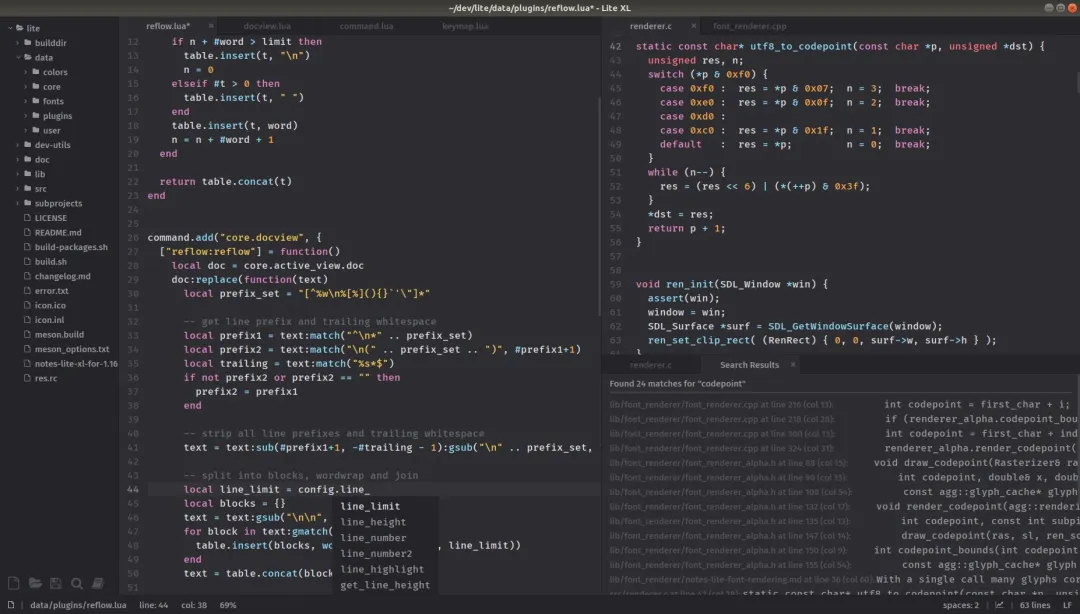 ~/dev/lite/data/plugins/reflow.lua* - Lite XL
lite
builddir
data
colors
core
fonts
plugins
user
dev-utils
doc
lib
src
subprojects
LICENSE
README.md
build-packages.sh
build.sh
changelog.md
error.txt
icon.ico
icon.inl
meson.build
meson_options.txt
notes-lite-xl-for-1.16
res.rc
reflow.lua* docview.lua command.lua keymap.lua
12 if n + #word > limit then
13 table.insert(t, "\n")
14 n = 0
15 elseif #t > 0 then
16 table.insert(t, " ")
17 end
18 table.insert(t, word)
19 n = n + #word + 1
20 end
21
22 return table.concat(t)
23 end
24
25
26 command.add("core.docview", {
27 ["reflow:reflow"] = function()
28 local doc = core.active_view.doc
29 doc:replace(function(text)
30 local prefix_set = "[^%w\n%[%](){}`'\"]*"
31
32 -- get line prefix and trailing whitespace
33 local prefix1 = text:match("^\n*" .. prefix_set)
34 local prefix2 = text:match("\n(" .. prefix_set .. ")", #prefix1+1)
35 local trailing = text:match("%s*$")
36 if not prefix2 or prefix2 == "" then
37 prefix2 = prefix1
38 end
39
40 -- strip all line prefixes and trailing whitespace
41 text = text:sub(#prefix1+1, -#trailing - 1):gsub("\n" .. prefix_set,
42
43 -- split into blocks, wordwrap and join
44 local line_limit = config.line_
45 local blocks = {}
46 text = text:gsub("\n\n",
47 for block in text:gmatch(
48 table.insert(blocks, line_limit))
49 end
50 text = table.concat(block
51
line_limit
line_height
line_number
line_number2
line_highlight
get_line_height
renderer.c font_renderer.cpp
42 static const char* utf8_to_codepoint(const char *p, unsigned *dst) {
43 unsigned res, n;
44 switch (*p & 0xf0) {
45 case 0xf0 : res = *p & 0x07; n = 3; break;
46 case 0xe0 : res = *p & 0x0f; n = 2; break;
47 case 0xd0 :
48 case 0xc0 : res = *p & 0x1f; n = 1; break;
49 default : res = *p; n = 0; break;
50 }
51 while (n--) {
52 res = (res << 6) | (*(++p) & 0x3f);
53 }
54 *dst = res;
55 return p + 1;
56 }
57
58
59 void ren_init(SDL_Window *win) {
60 assert(win);
61 window = win;
62 SDL_Surface *surf = SDL_GetWindowSurface(window);
63 ren_set_clip_rect( (RenRect) { 0, 0, surf->w, surf->h } );
renderer.c Search Results
Found 24 matches for "codepoint"
lib/font_renderer/font_renderer.cpp at line 216 (col 13): int codepoint = first_char + i;
lib/font_renderer/font_renderer.cpp at line 218 (col 28): if (renderer_alpha.codepoint_bou
lib/font_renderer/font_renderer.cpp at line 300 (col 13): int codepoint = first_char + ind
lib/font_renderer/font_renderer.cpp at line 324 (col 31): renderer_alpha.render_codepoint(
lib/font_renderer/font_renderer_alpha.h at line 88 (col 15): void draw_codepoint(Rasterizer& ra
lib/font_renderer/font_renderer_alpha.h at line 90 (col 15): int codepoint, double& x, doub
lib/font_renderer/font_renderer_alpha.h at line 100 (col 54): const agg::glyph_cache* glyph
lib/font_renderer/font_renderer_alpha.h at line 132 (col 17): void render_codepoint(agg::renderi
lib/font_renderer/font_renderer_alpha.h at line 135 (col 13): int codepoint, const int subpi
lib/font_renderer/font_renderer_alpha.h at line 147 (col 14): draw_codepoint(ras, sl, ren_so
lib/font_renderer/font_renderer_alpha.h at line 150 (col 9): int codepoint_bounds(int codepoint
lib/font_renderer/font_renderer_alpha.h at line 155 (col 54): const agg::glyph_cache* glyph
lib/font_renderer/notes-lite-font-rendering.md at line 36 (col 60): With a single call many glyphs cor
data/plugins/reflow.lua line: 44 col: 38 69% spaces: 2 63 lines LF